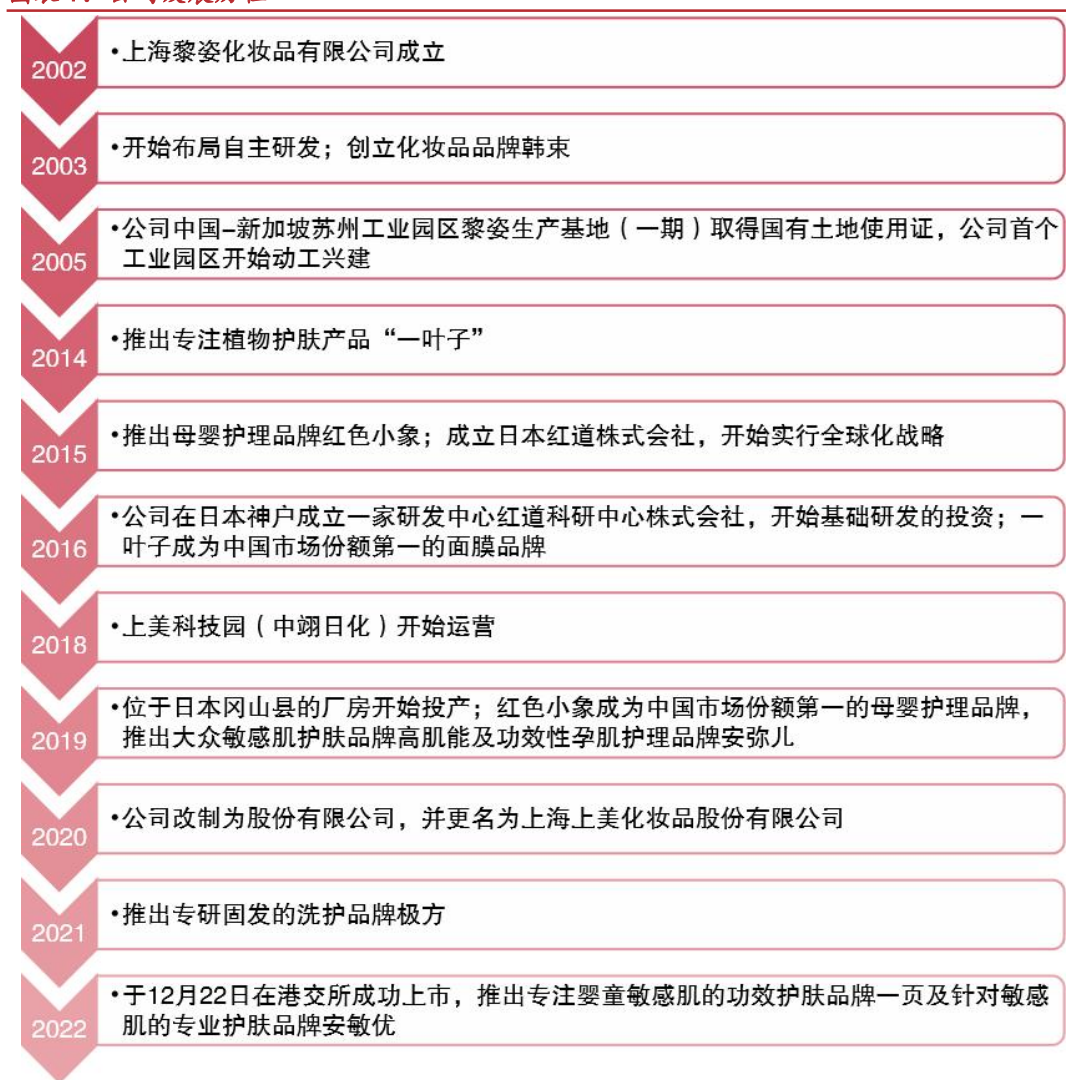 2002
•上海黎姿化妆品有限公司成立
2003
•开始布局自主研发；创立化妆品品牌韩束
2005
•公司中国-新加坡苏州工业园区黎姿生产基地（一期）取得国有土地使用证，公司首个
工业园区开始动工兴建
2014
•推出专注植物护肤产品“一叶子”
2015
•推出母婴护理品牌红色小象；成立日本红道株式会社，开始实行全球化战略
2016
•公司在日本神户成立一家研发中心红道科研中心株式会社，开始基础研发的投资；一
叶子成为中国市场份额第一的面膜品牌
2018
•上美科技园（中翊日化）开始运营
2019
•位于日本冈山县的厂房开始投产；红色小象成为中国市场份额第一的母婴护理品牌，
推出大众敏感肌护肤品牌高肌能及功效性孕肌护理品牌安弥儿
2020
•公司改制为股份有限公司，并更名为上海上美化妆品股份有限公司
2021
•推出专研固发的洗护品牌极方
2022
•于12月22日在港交所成功上市，推出专注婴童敏感肌的功效护肤品牌一页及针对敏感
肌的专业护肤品牌安敏优